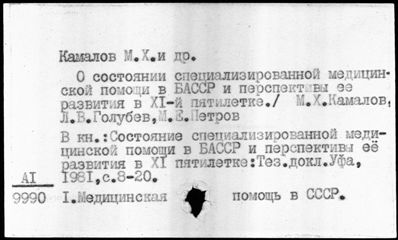 Камалов М.Х.и др.
О состоянии специализированной медицин-
ской помощи в БАССР и перспективы ее
развития в XI-й пятилетке./ М.Х.Камалов,
Л.В.Голубев,М.Е.Петров
В кн.:Состояние специализированной меди-
цинской помощи в БАССР и перспективы её
развития в XI пятилетке:Тез.докл.Уфа,
AI 1981,с.8-20.
9990 I.Медицинская помощь в СССР.